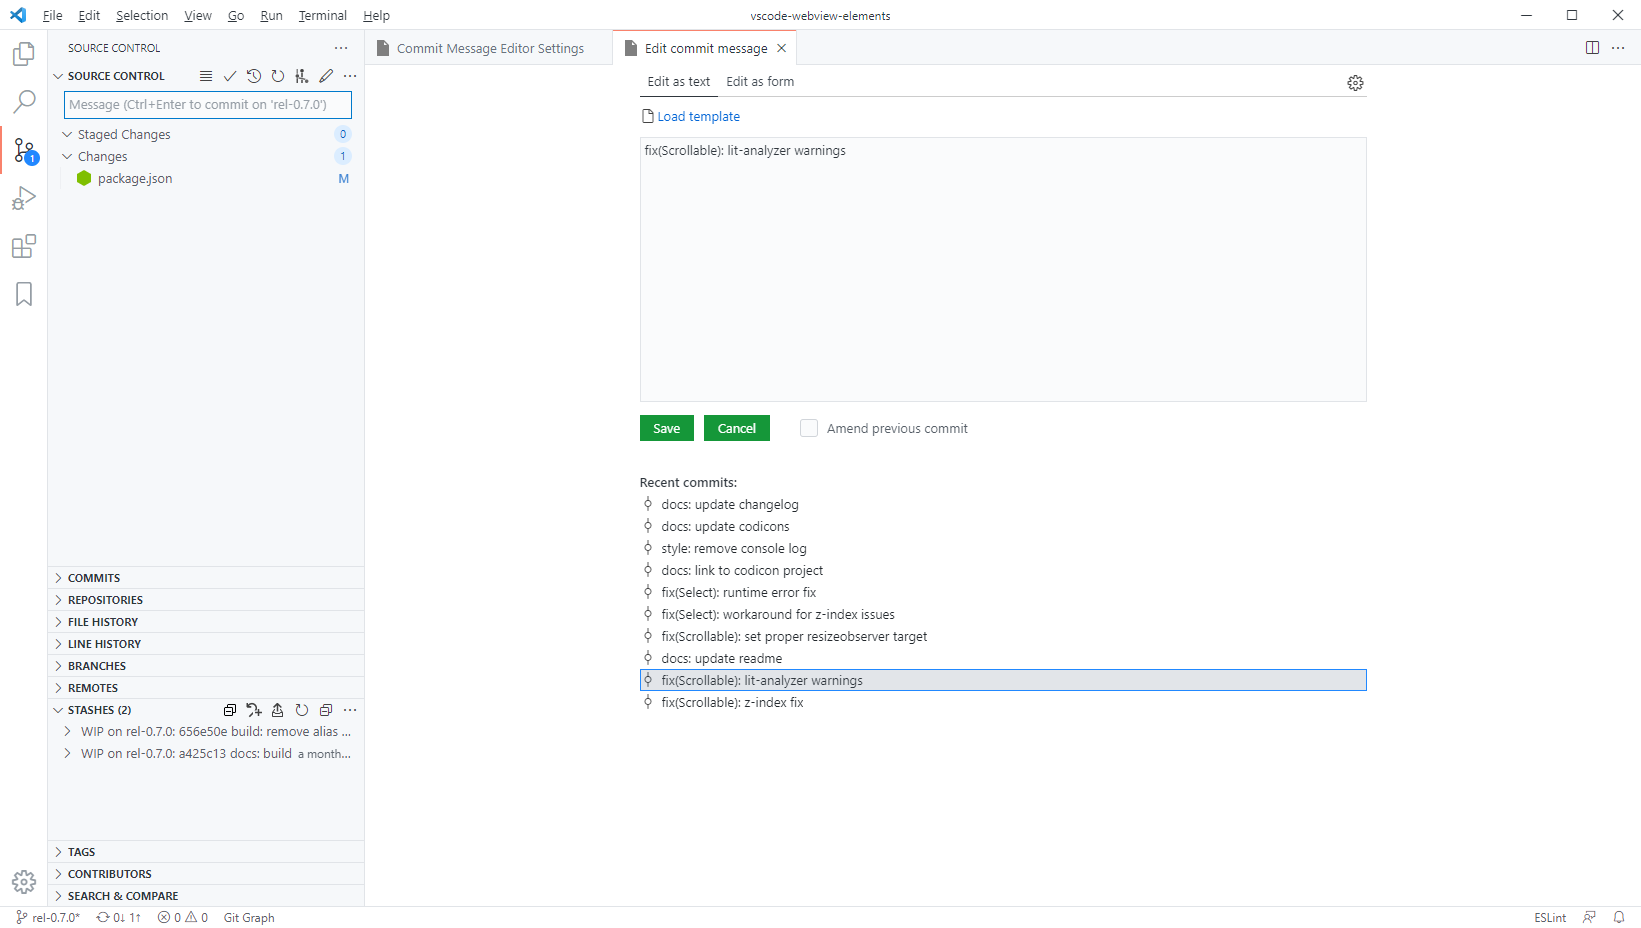 File Edit Selection View Go Run Terminal Help
vscode-webview-elements
SOURCE CONTROL
SOURCE CONTROL
Message (Ctrl+Enter to commit on 'rel-0.7.0')
Staged Changes 0
Changes 1
package.json M
1
COMMITS
REPOSITORIES
FILE HISTORY
LINE HISTORY
BRANCHES
REMOTES
STASHES (2)
WIP on rel-0.7.0: 656e50e build: remove alias ...
WIP on rel-0.7.0: a425c13 docs: build a month...
TAGS
CONTRIBUTORS
SEARCH & COMPARE
Commit Message Editor Settings
Edit commit message
Edit as text Edit as form
Load template
fix(Scrollable): lit-analyzer warnings
Save Cancel Amend previous commit
Recent commits:
docs: update changelog
docs: update codicons
style: remove console log
docs: link to codicon project
fix(Select): runtime error fix
fix(Select): workaround for z-index issues
fix(Scrollable): set proper resizeobserver target
docs: update readme
fix(Scrollable): lit-analyzer warnings
fix(Scrollable): z-index fix
rel-0.7.0* 0↓ 1↑ 0 0 Git Graph
ESLint